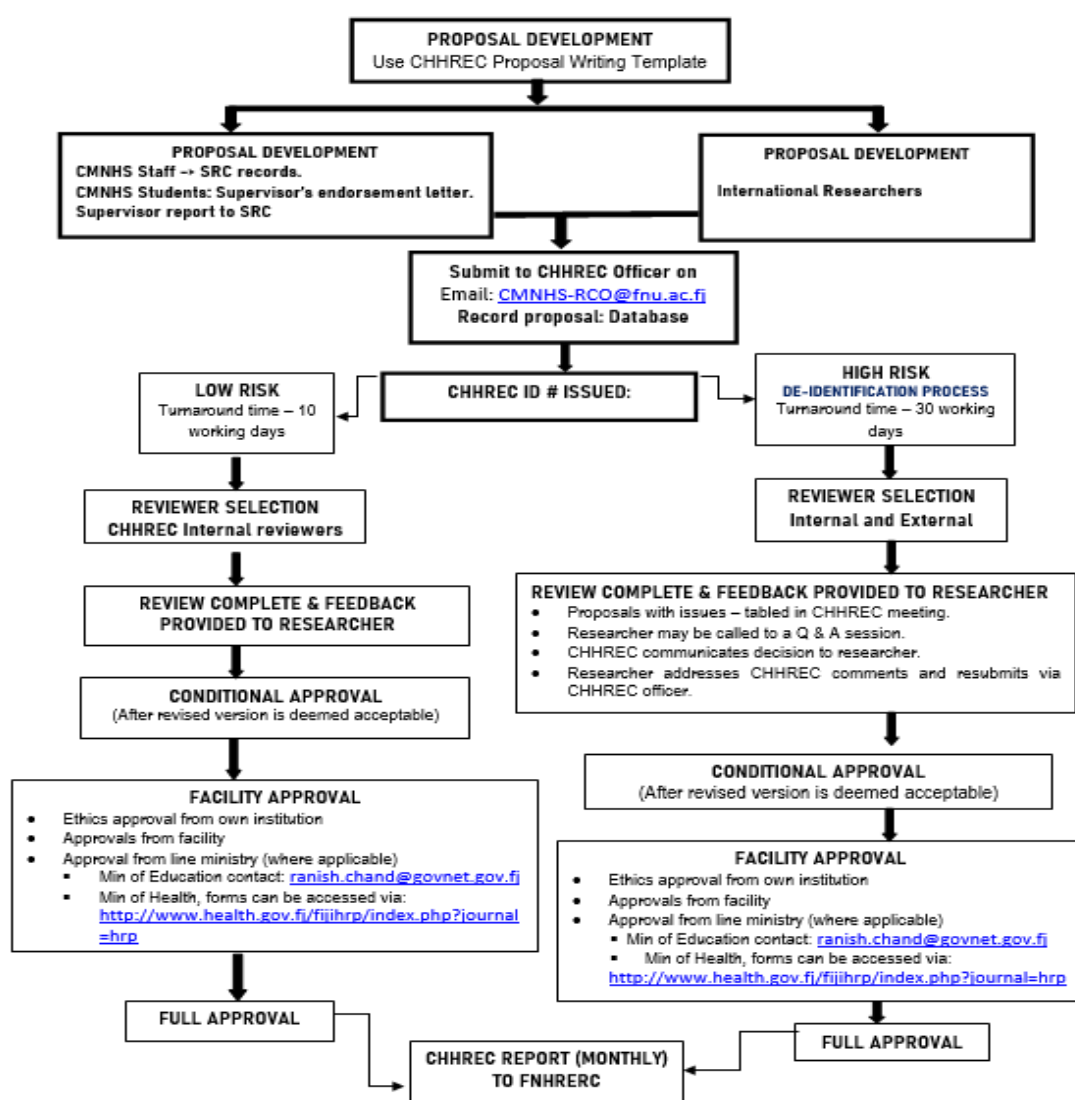 PROPOSAL DEVELOPMENT
Use CHHREC Proposal Writing Template
PROPOSAL DEVELOPMENT
CMNHS Staff → SRC records.
CMNHS Students: Supervisor's endorsement letter.
Supervisor report to SRC
PROPOSAL DEVELOPMENT
International Researchers
Submit to CHHREC Officer on
Email: CMNHS-RCO@fnu.ac.fj
Record proposal: Database
CHHREC ID # ISSUED:
LOW RISK
Turnaround time – 10
working days
HIGH RISK
DE-IDENTIFICATION PROCESS
Turnaround time – 30 working
days
REVIEWER SELECTION
CHHREC Internal reviewers
REVIEWER SELECTION
Internal and External
REVIEW COMPLETE & FEEDBACK
PROVIDED TO RESEARCHER
REVIEW COMPLETE & FEEDBACK PROVIDED TO RESEARCHER
• Proposals with issues – tabled in CHHREC meeting.
• Researcher may be called to a Q & A session.
• CHHREC communicates decision to researcher.
• Researcher addresses CHHREC comments and resubmits via
CHHREC officer.
CONDITIONAL APPROVAL
(After revised version is deemed acceptable)
CONDITIONAL APPROVAL
(After revised version is deemed acceptable)
FACILITY APPROVAL
• Ethics approval from own institution
• Approvals from facility
• Approval from line ministry (where applicable)
▪ Min of Education contact: ranish.chand@govnet.gov.fj
▪ Min of Health, forms can be accessed via:
http://www.health.gov.fj/fijihrp/index.php?journal
=hrp
FACILITY APPROVAL
• Ethics approval from own institution
• Approvals from facility
• Approval from line ministry (where applicable)
▪ Min of Education contact: ranish.chand@govnet.gov.fj
▪ Min of Health, forms can be accessed via:
http://www.health.gov.fj/fijihrp/index.php?journal=hrp
FULL APPROVAL
FULL APPROVAL
CHHREC REPORT (MONTHLY)
TO FNHRERC